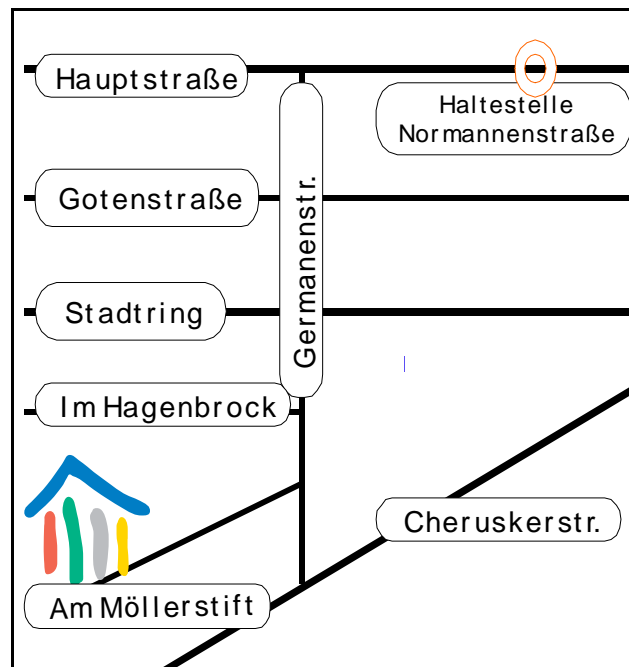 Hauptstraße
Haltestelle
Normannenstraße
Germanenstr.
Gotenstraße
Stadtring
Im Hagenbrock
Cheruskerstr.
Am Möllerstift